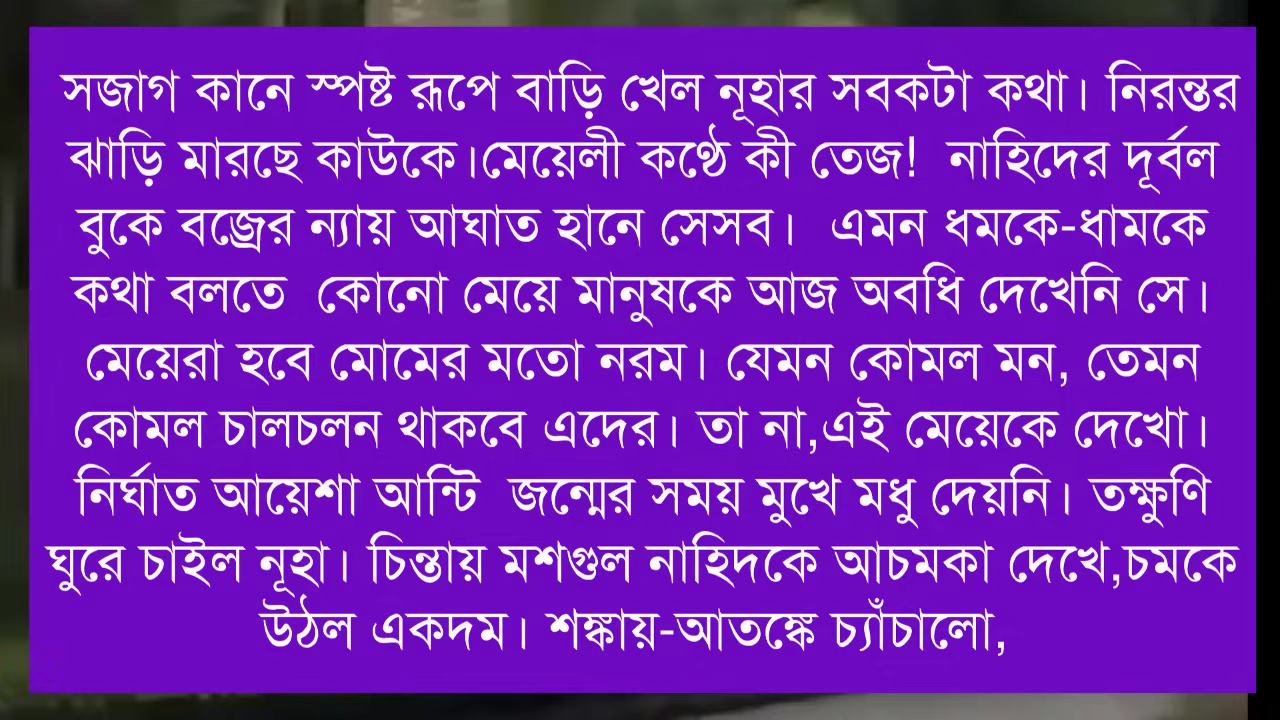 সজাগ কানে স্পষ্ট রূপে বাড়ি খেল নূহার সবকটা কথা। নিরন্তর
ঝাড়ি মারছে কাউকে।মেয়েলী কণ্ঠে কী তেজ! নাহিদের দূর্বল
বুকে বজ্রের ন্যায় আঘাত হানে সেসব। এমন ধমকে-ধামকে
কথা বলতে কোনো মেয়ে মানুষকে আজ অবধি দেখেনি সে।
মেয়েরা হবে মোমের মতো নরম। যেমন কোমল মন, তেমন
কোমল চালচলন থাকবে এদের। তা না,এই মেয়েকে দেখো।
নির্ঘাত আয়েশা আন্টি জন্মের সময় মুখে মধু দেয়নি। তক্ষুণি
ঘুরে চাইল নূহা। চিন্তায় মশগুল নাহিদকে আচমকা দেখে,চমকে
উঠল একদম। শঙ্কায়-আতঙ্কে চ্যাঁচালো,